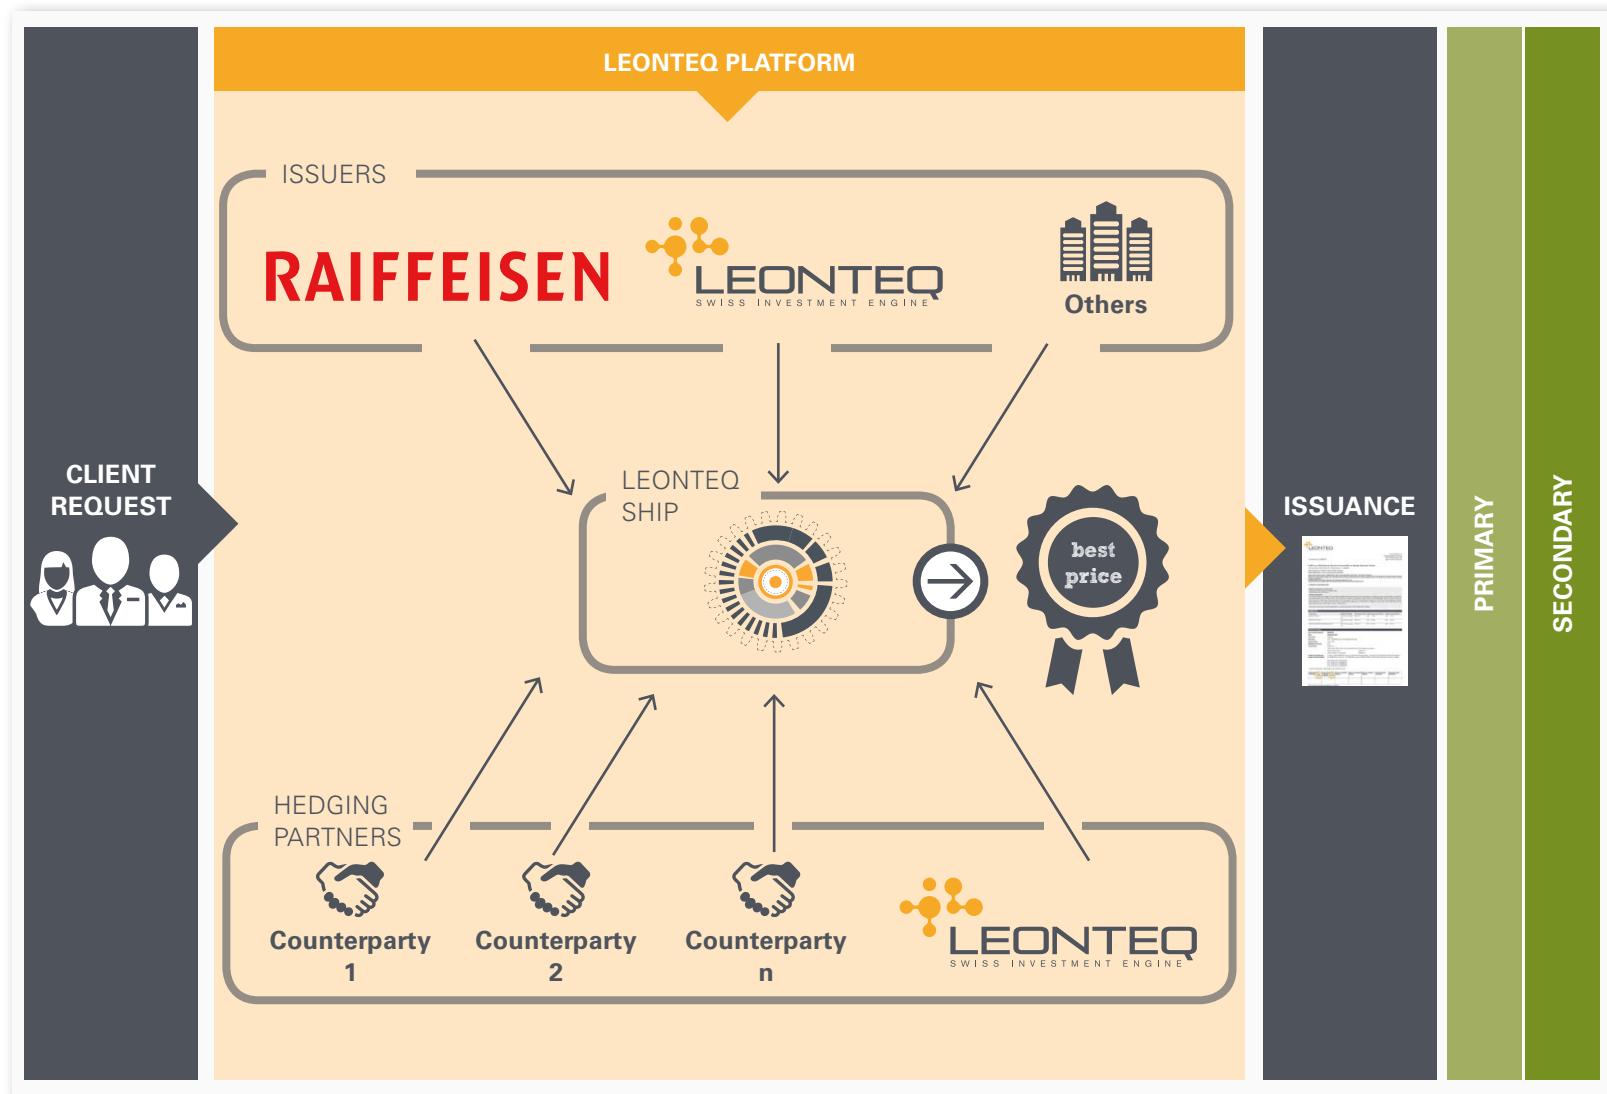 LEONTEQ PLATFORM
ISSUERS
RAIFFEISEN
LEONTEQ
SWISS INVESTMENT ENGINE
Others
CLIENT
REQUEST
LEONTEQ
SHIP
best
price
ISSUANCE
LEONTEQ
PRIMARY
SECONDARY
HEDGING
PARTNERS
Counterparty
1
Counterparty
2
Counterparty
n
LEONTEQ
SWISS INVESTMENT ENGINE